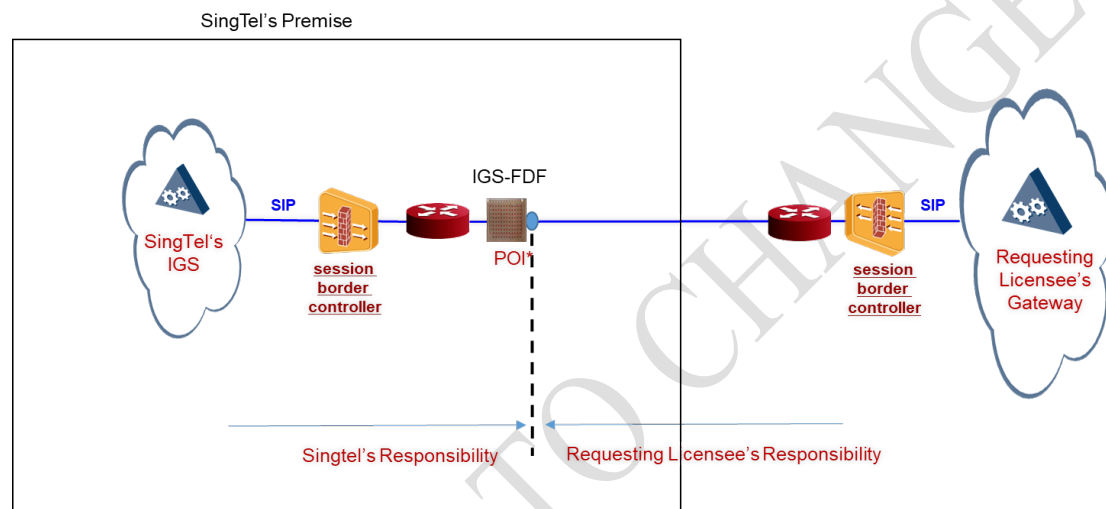 SingTel's Premise
IGS-FDF
SIP
SIP
SingTel's
IGS
POI*
session
border
controller
session
border
controller
Requesting
Licensee's
Gateway
Singtel's Responsibility
Requesting Licensee's Responsibility
TO CHANGE